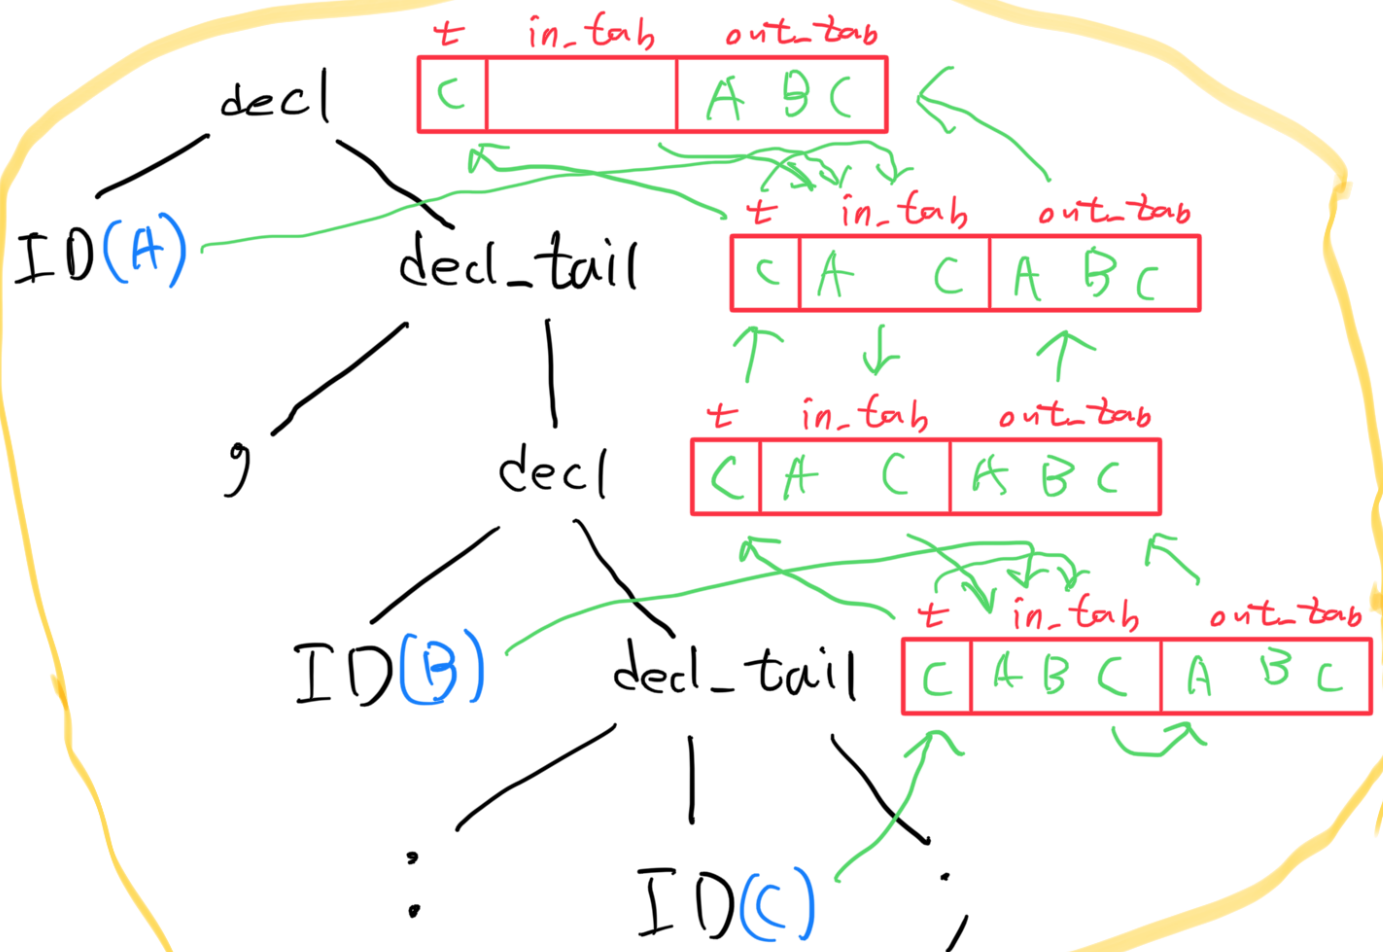 t in_tab out_tab
decl C A B C
t in_tab out_tab
ID(A) decl_tail C A C A B C
t in_tab out_tab
, decl C A C A B C
t in_tab out_tab
ID(B) decl_tail C A B C A B C
: ID(C) ;